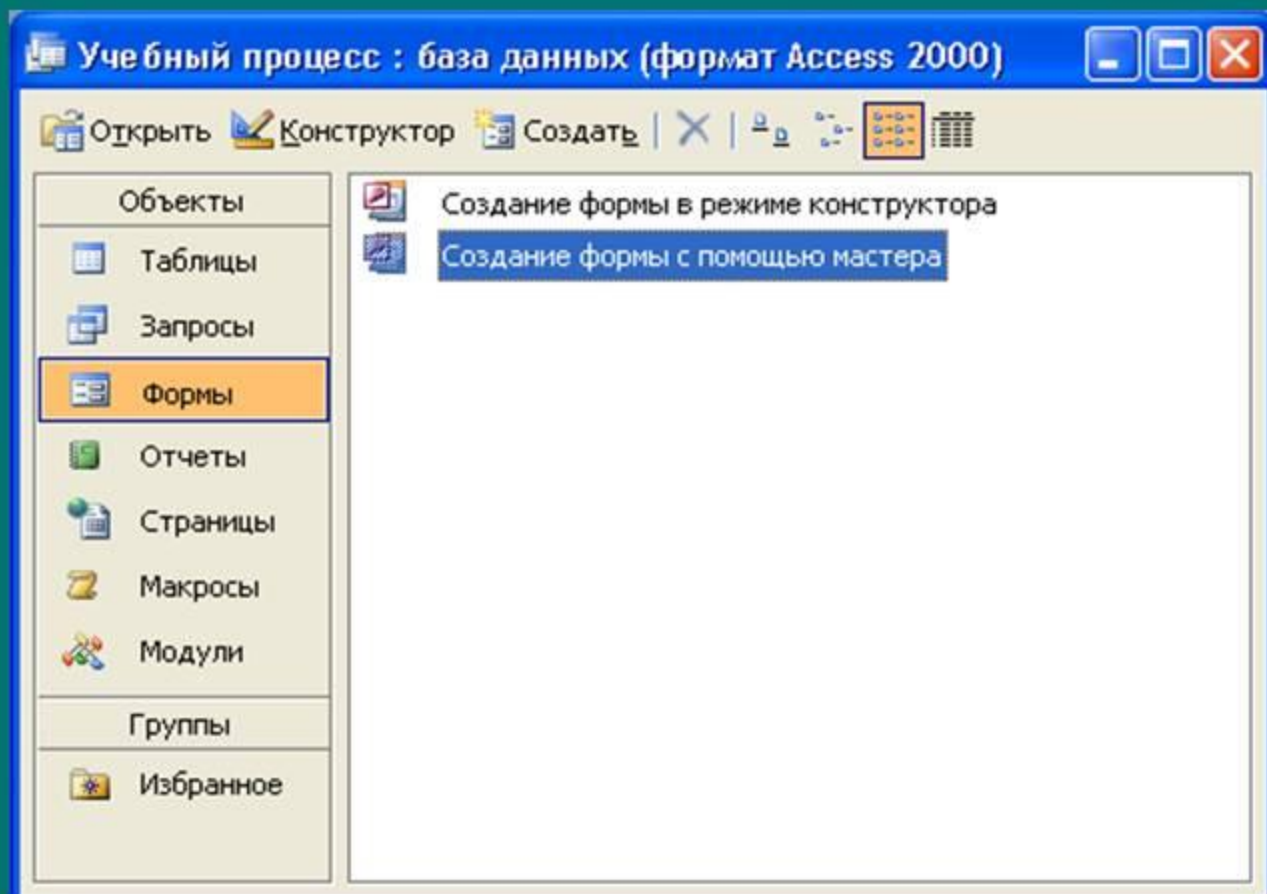 Учебный процесс : база данных (формат Access 2000)
Открыть Конструктор Создать
Объекты
Таблицы
Запросы
Формы
Отчеты
Страницы
Макросы
Модули
Группы
Избранное
Создание формы в режиме конструктора
Создание формы с помощью мастера